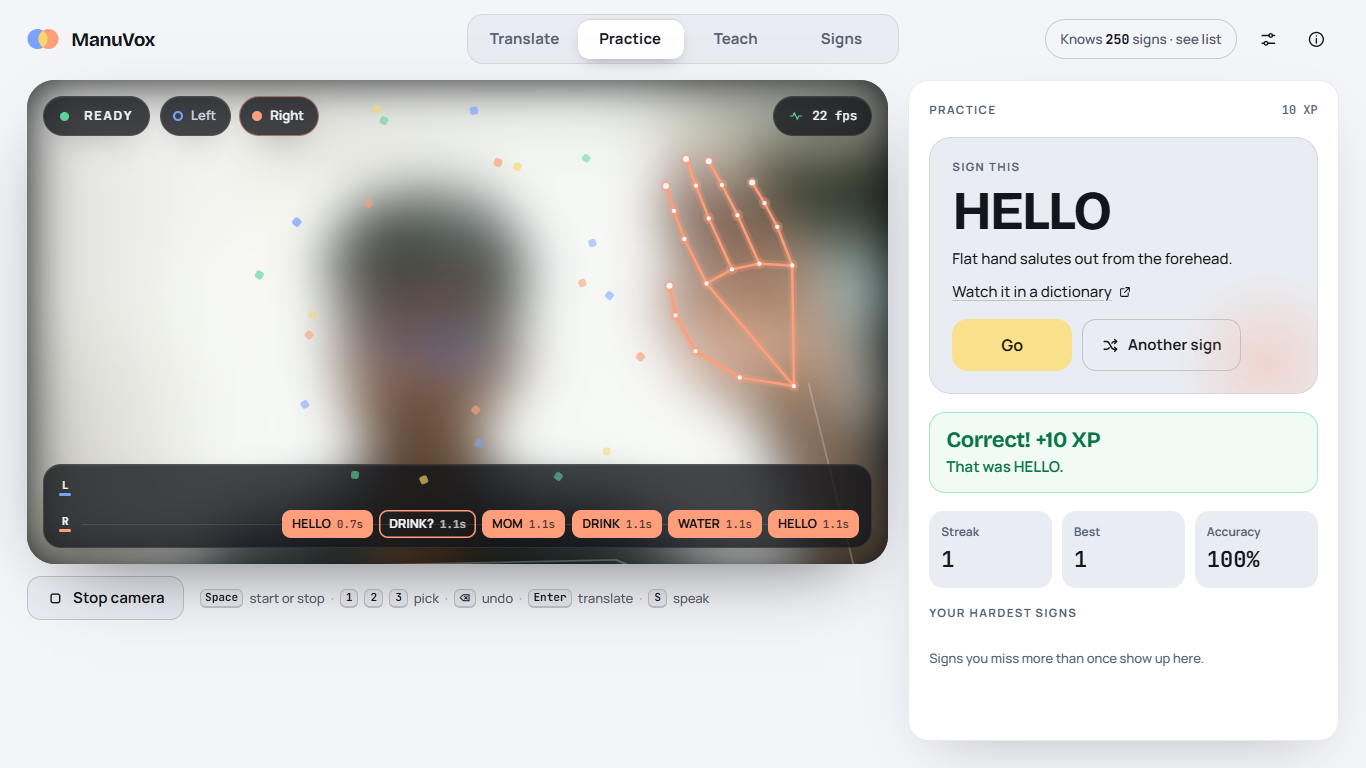 ManuVox
Translate
Practice
Teach
Signs
Knows 250 signs · see list
READY
Left
Right
22 fps
L
R
HELLO 0.7s
DRINK? 1.1s
MOM 1.1s
DRINK 1.1s
WATER 1.1s
HELLO 1.1s
Stop camera
Space start or stop · 1 2 3 pick · ⌫ undo · Enter translate · S speak
PRACTICE
10 XP
SIGN THIS
HELLO
Flat hand salutes out from the forehead.
Watch it in a dictionary
Go
Another sign
Correct! +10 XP
That was HELLO.
Streak
1
Best
1
Accuracy
100%
YOUR HARDEST SIGNS
Signs you miss more than once show up here.